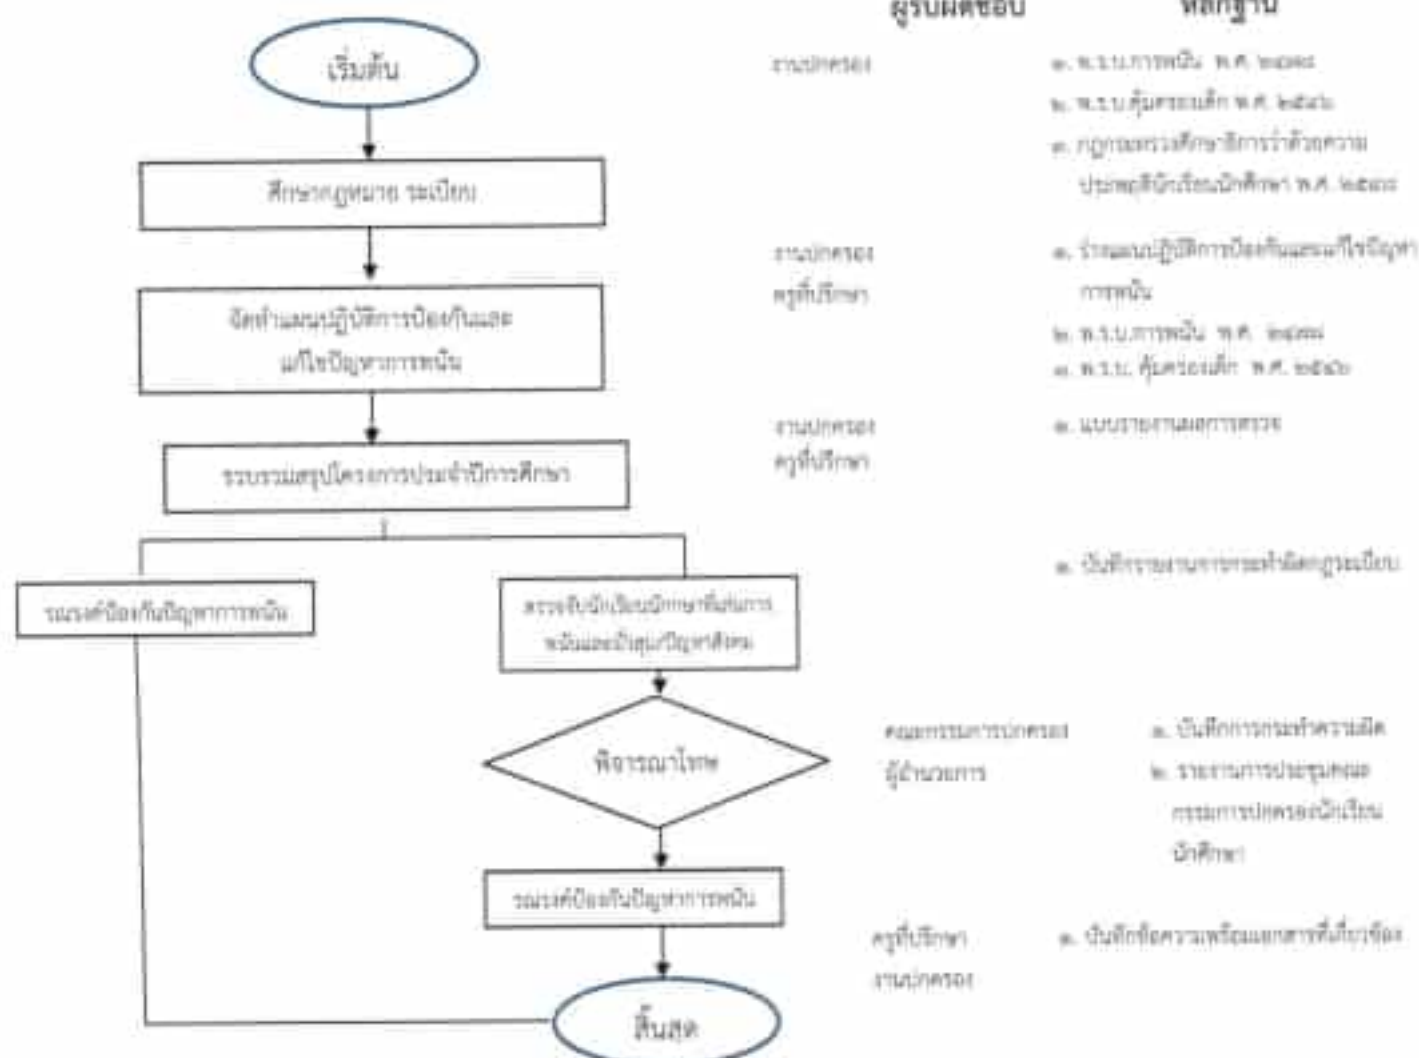 ผู้รับผิดชอบ หลักฐาน
เริ่มต้น
งานปกครอง
๑. พ.ร.บ.การพนัน พ.ศ. ๒๔๗๘
๒. พ.ร.บ.คุ้มครองเด็ก พ.ศ. ๒๕๔๖
๓. กฎกระทรวงศึกษาธิการว่าด้วยความ
ประพฤตินักเรียนนักศึกษา พ.ศ.
ศึกษากฎหมาย ระเบียบ
งานปกครอง
ครูที่ปรึกษา
๑. ร่างแผนปฏิบัติการป้องกันและแก้ไขปัญหา
การพนัน
๒. พ.ร.บ.การพนัน พ.ศ. ๒๔๗๘
๓. พ.ร.บ. คุ้มครองเด็ก พ.ศ. ๒๕๔๖
จัดทำแผนปฏิบัติการป้องกันและ
แก้ไขปัญหาการพนัน
งานปกครอง
ครูที่ปรึกษา
๑. แบบรายงานผลการตรวจ
รวบรวมสรุปโครงการประจำปีการศึกษา
๑. บันทึกรายงานการกระทำผิดกฎระเบียบ
รณรงค์ป้องกันปัญหาการพนัน
ตรวจจับนักเรียนนักกษาที่เล่นการ
พนันและมั่วสุม/ปัญหาสังคม
พิจารณาโทษ
คณะกรรมการปกครอง
ผู้อำนวยการ
๑. บันทึกการกระทำความผิด
๒. รายงานการประชุมคณะ
กรรมการปกครองนักเรียน
นักศึกษา
รณรงค์ป้องกันปัญหาการพนัน
ครูที่ปรึกษา
งานปกครอง
๑. บันทึกข้อความพร้อมเอกสารที่เกี่ยวข้อง
สิ้นสุด